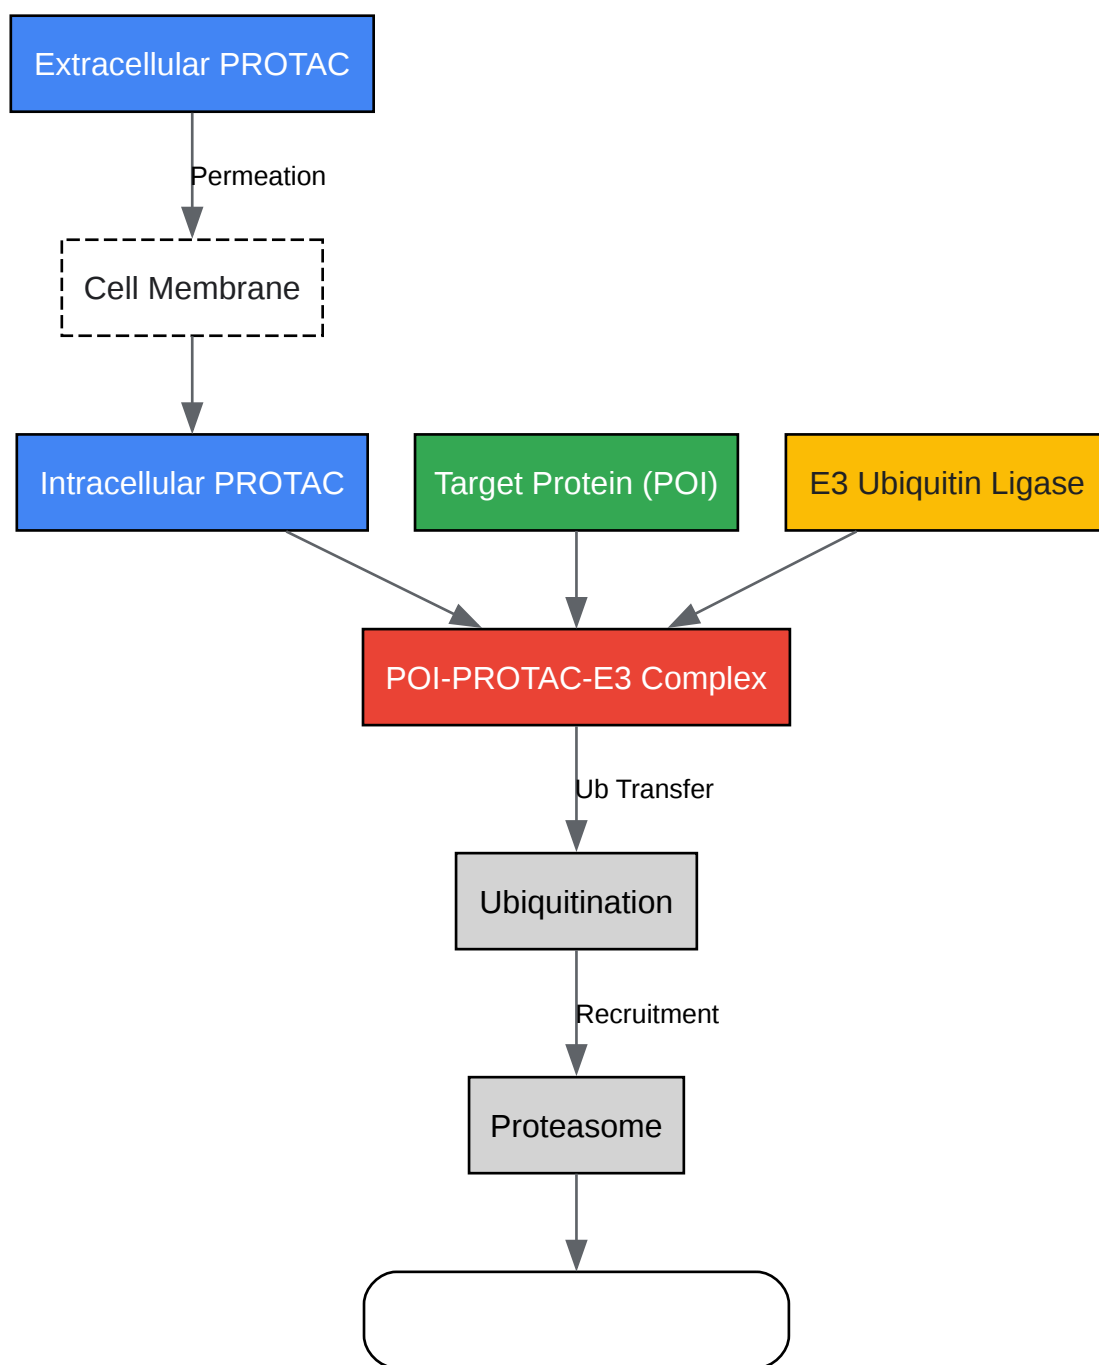 Extracellular PROTAC
Permeation
Cell Membrane
Intracellular PROTAC
Target Protein (POI)
E3 Ubiquitin Ligase
POI-PROTAC-E3 Complex
Ub Transfer
Ubiquitination
Recruitment
Proteasome